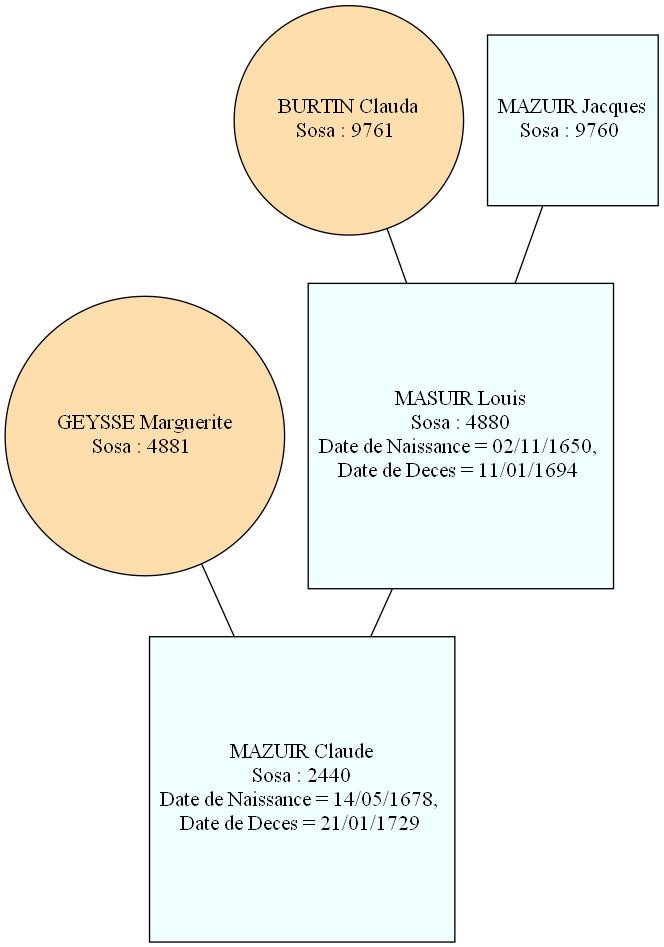 BURTIN Clauda
Sosa : 9761
MAZUIR Jacques
Sosa : 9760
GEYSSE Marguerite
Sosa : 4881
MASUIR Louis
Sosa : 4880
Date de Naissance = 02/11/1650,
Date de Deces = 11/01/1694
MAZUIR Claude
Sosa : 2440
Date de Naissance = 14/05/1678,
Date de Deces = 21/01/1729